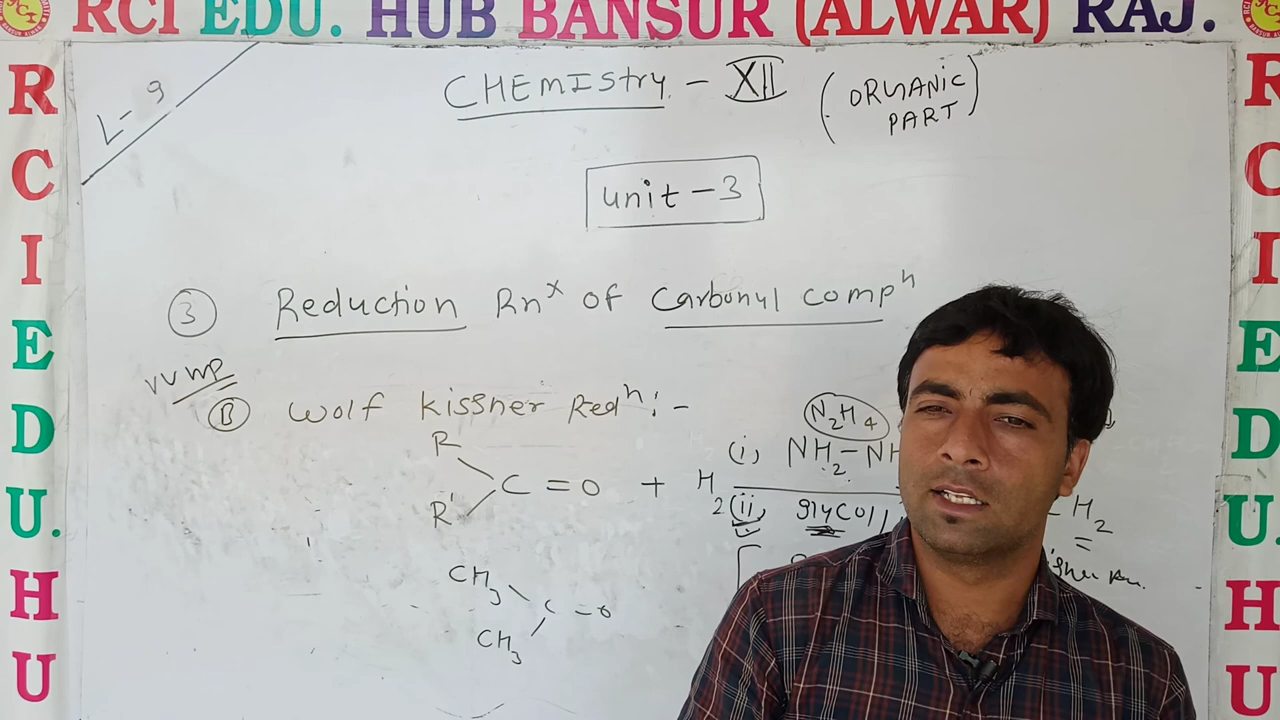 RCI EDU. HUB BANSUR (ALWAR) RAJ.
R
C
I
E
D
U.
H
U
R
C
I
E
D
U.
H
U
L-9
CHEMIStry - XII (ORGANIC PART)
unit-3
③ Reduction Rnˣ of Carbonyl compⁿ
VVImp
Ⓑ Wolf Kissner Redⁿ:-
N₂H₄
R
R'
C=O + H₂
(i) NH₂-NH
(ii) glycol
H₂
CH₃
CH₃
C=O